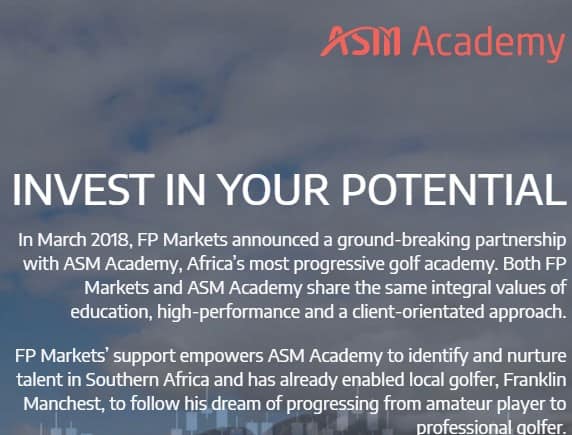 ASM Academy
INVEST IN YOUR POTENTIAL
In March 2018, FP Markets announced a ground-breaking partnership
with ASM Academy, Africa's most progressive golf academy. Both FP
Markets and ASM Academy share the same integral values of
education, high-performance and a client-orientated approach.
FP Markets' support empowers ASM Academy to identify and nurture
talent in Southern Africa and has already enabled local golfer, Franklin
Manchest, to follow his dream of progressing from amateur player to
professional golfer.